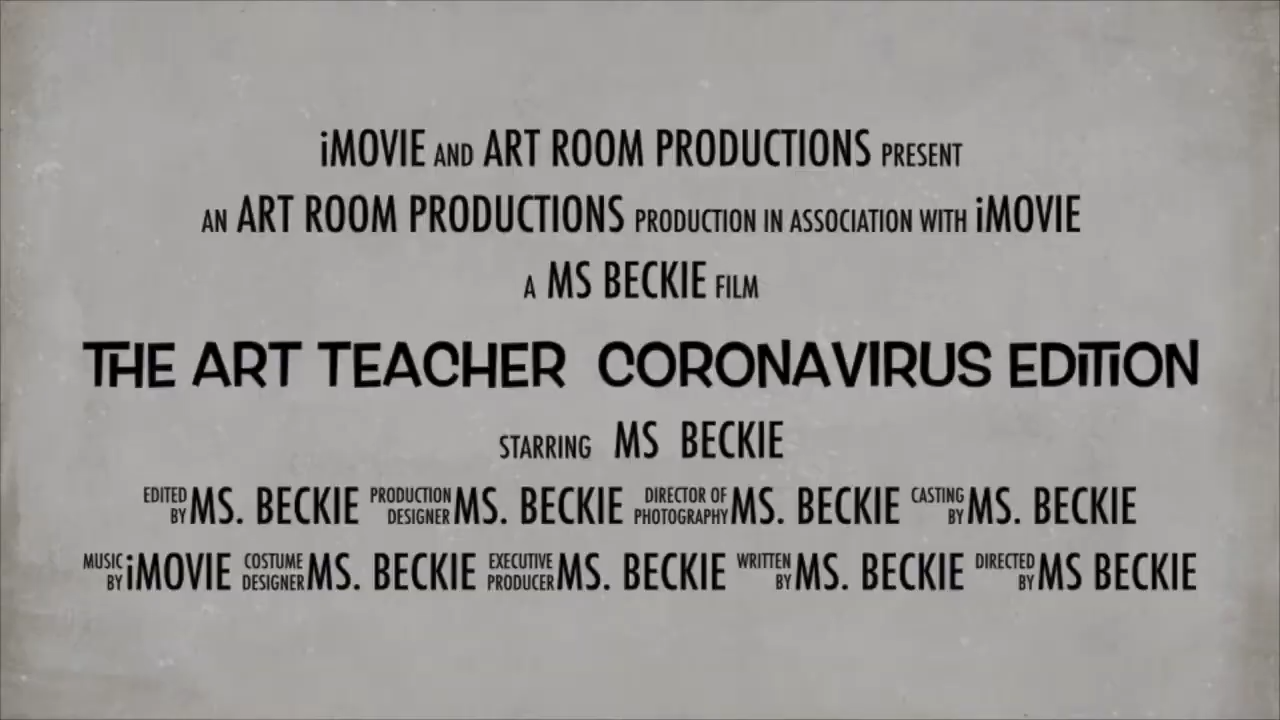 iMOVIE AND ART ROOM PRODUCTIONS PRESENT
AN ART ROOM PRODUCTIONS PRODUCTION IN ASSOCIATION WITH iMOVIE
A MS BECKIE FILM
THE ART TEACHER CORONAVIRUS EDITION
STARRING MS BECKIE
EDITED BY MS. BECKIE PRODUCTION DESIGNER MS. BECKIE DIRECTOR OF PHOTOGRAPHY MS. BECKIE CASTING BY MS. BECKIE
MUSIC BY iMOVIE COSTUME DESIGNER MS. BECKIE EXECUTIVE PRODUCER MS. BECKIE WRITTEN BY MS. BECKIE DIRECTED BY MS BECKIE